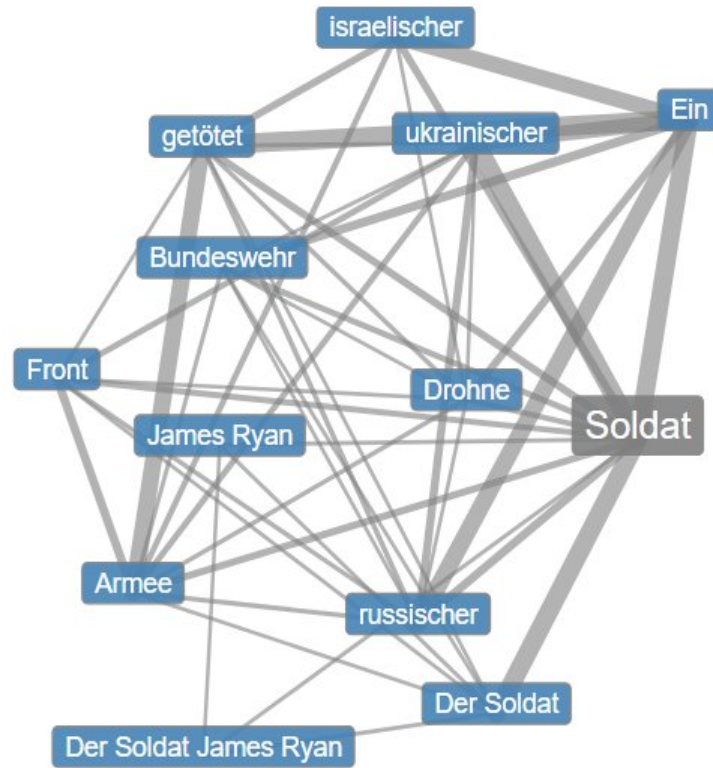 israelischer
Ein
getötet
ukrainischer
Bundeswehr
Front
Drohne
Soldat
James Ryan
Armee
russischer
Der Soldat
Der Soldat James Ryan